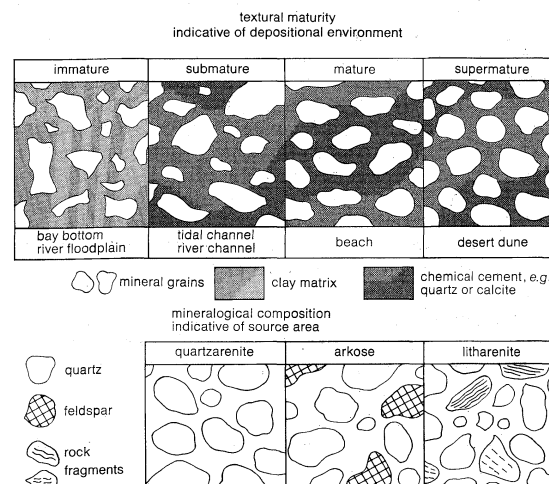 textural maturity
indicative of depositional environment
immature
submature
mature
supermature
bay bottom
river floodplain
tidal channel
river channel
beach
desert dune
mineral grains
clay matrix
chemical cement, e.g.
quartz or calcite
mineralogical composition
indicative of source area
quartzarenite
arkose
litharenite
quartz
feldspar
rock
fragments